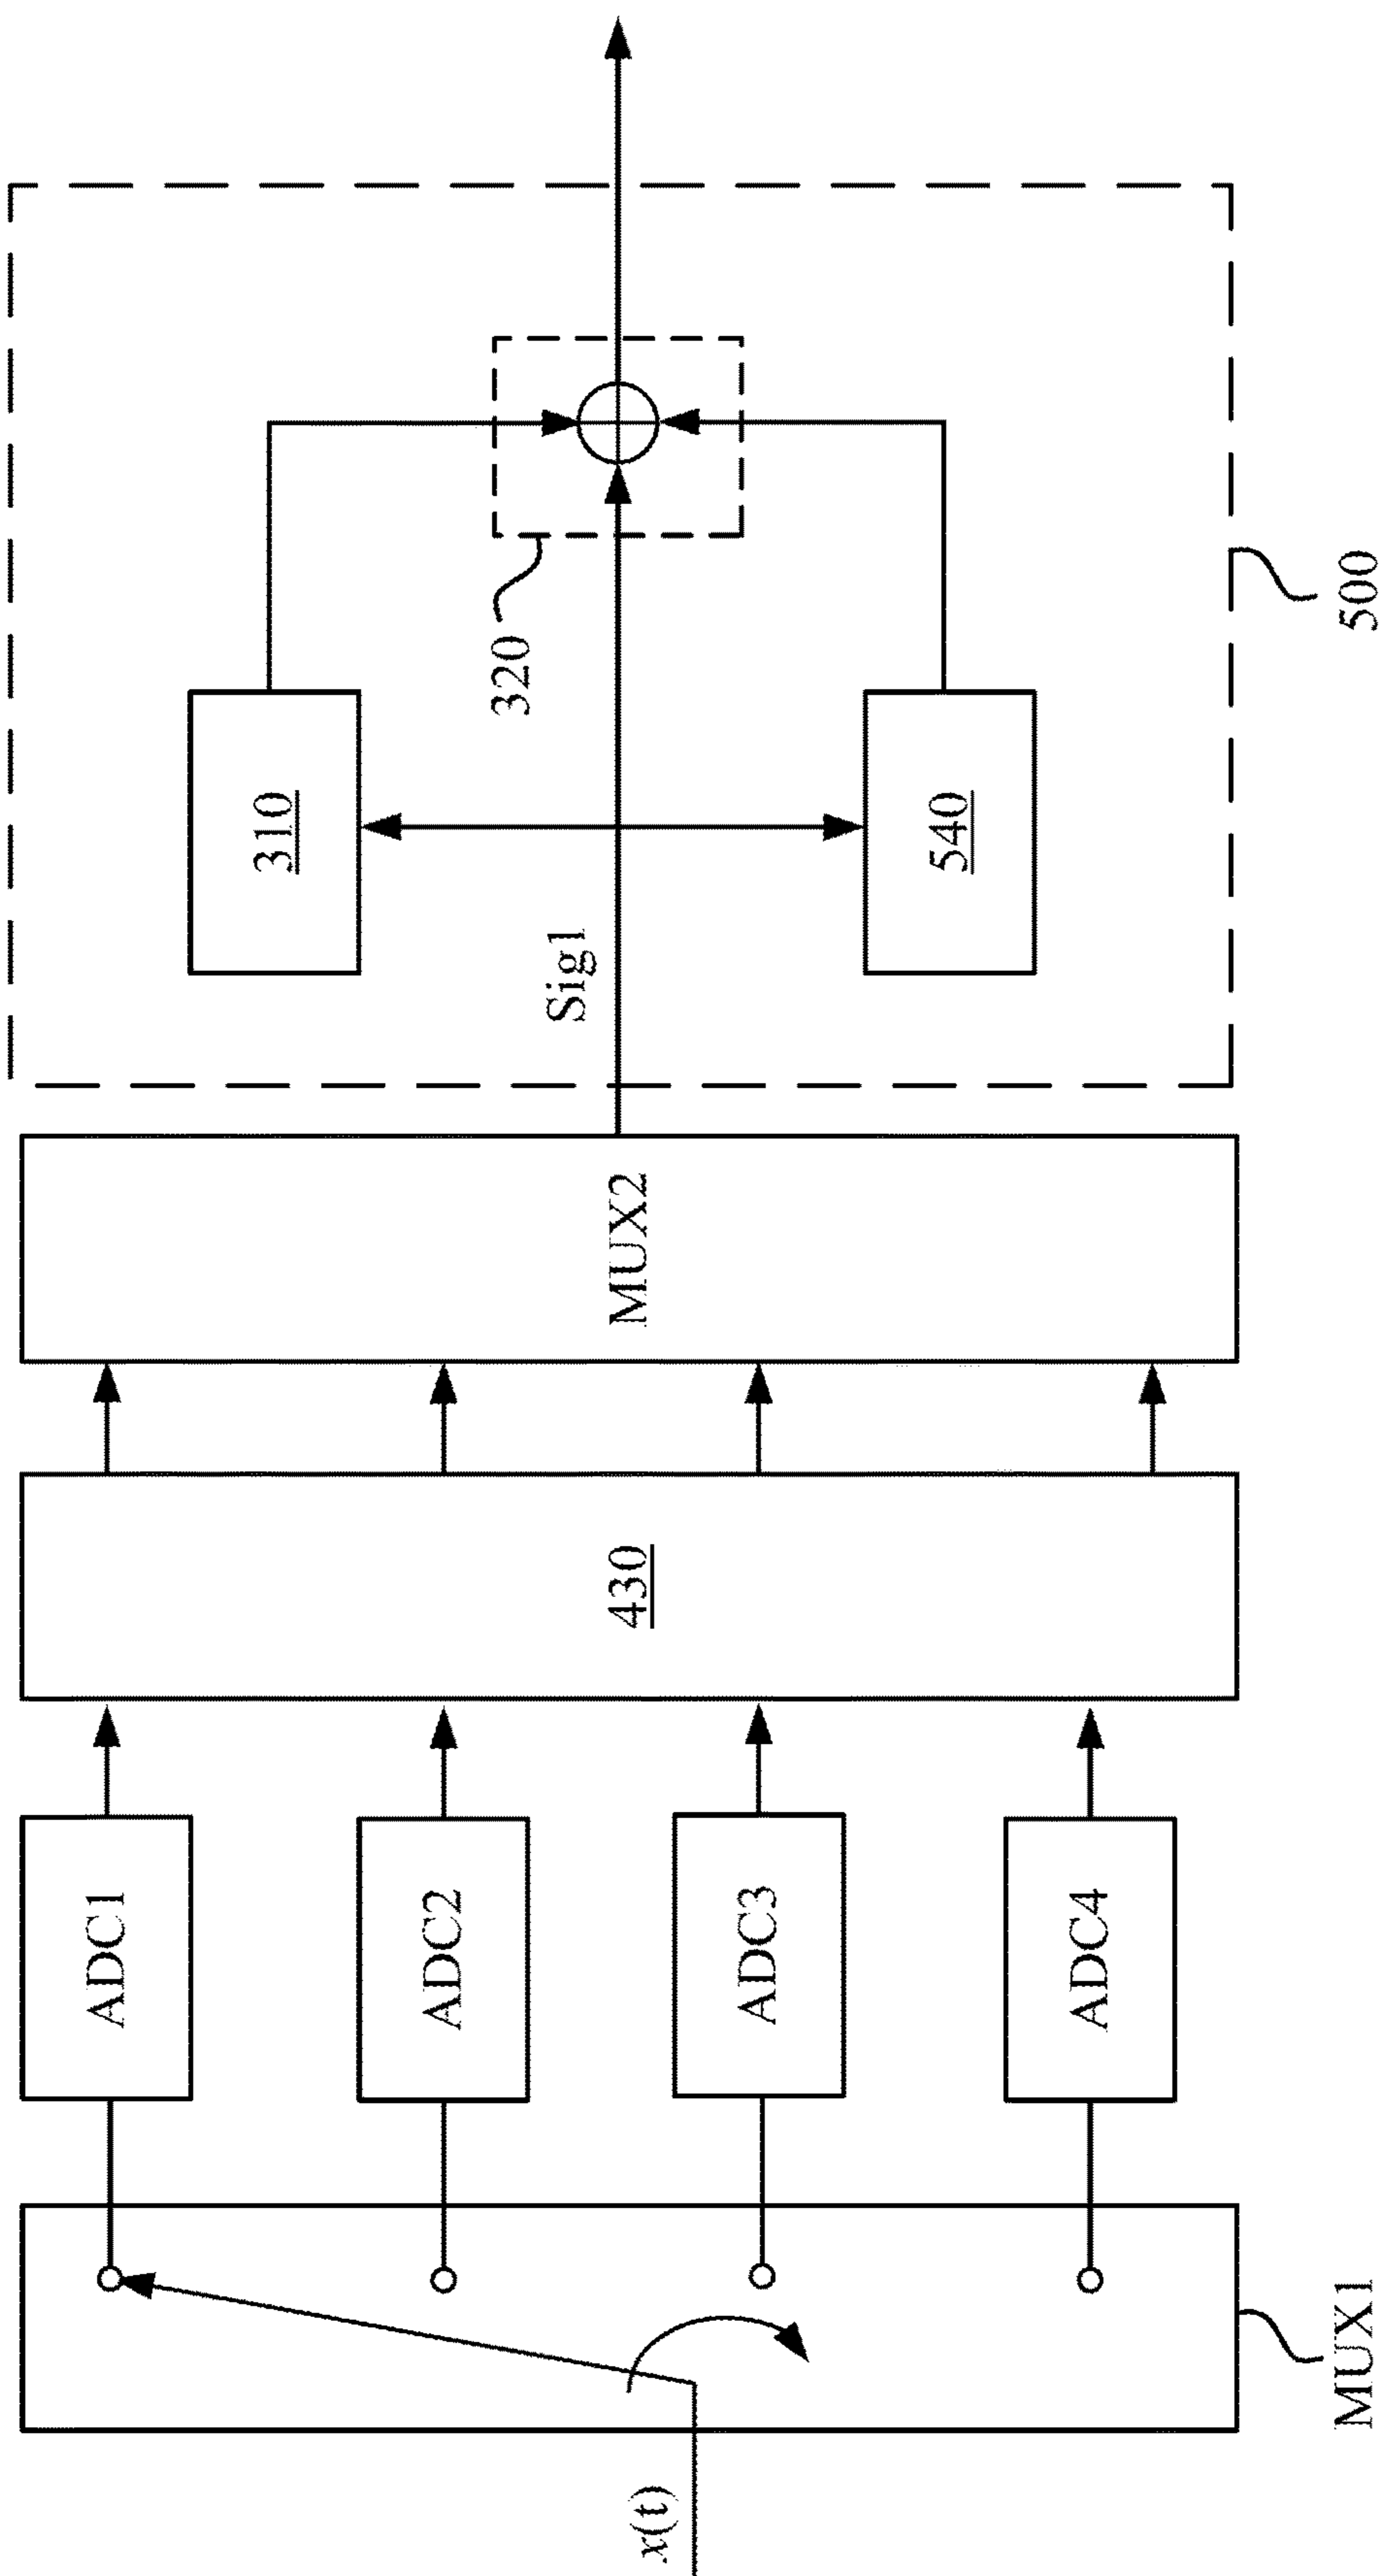 x(t)
MUX1
ADC1
ADC2
ADC3
ADC4
430
MUX2
Sig1
310
540
320
500